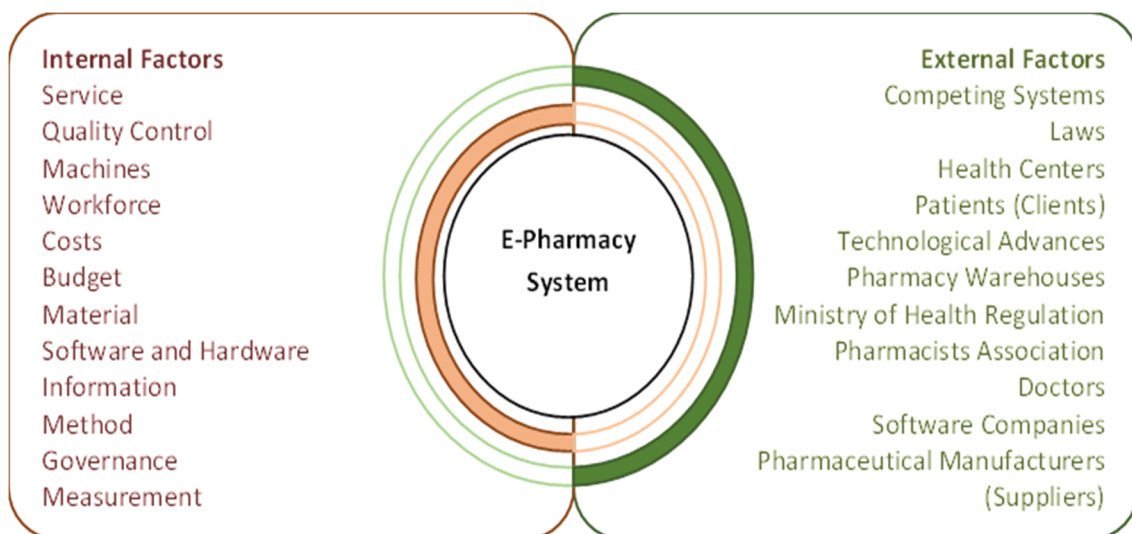 Internal Factors
Service
Quality Control
Machines
Workforce
Costs
Budget
Material
Software and Hardware
Information
Method
Governance
Measurement
E-Pharmacy
System
External Factors
Competing Systems
Laws
Health Centers
Patients (Clients)
Technological Advances
Pharmacy Warehouses
Ministry of Health Regulation
Pharmacists Association
Doctors
Software Companies
Pharmaceutical Manufacturers
(Suppliers)